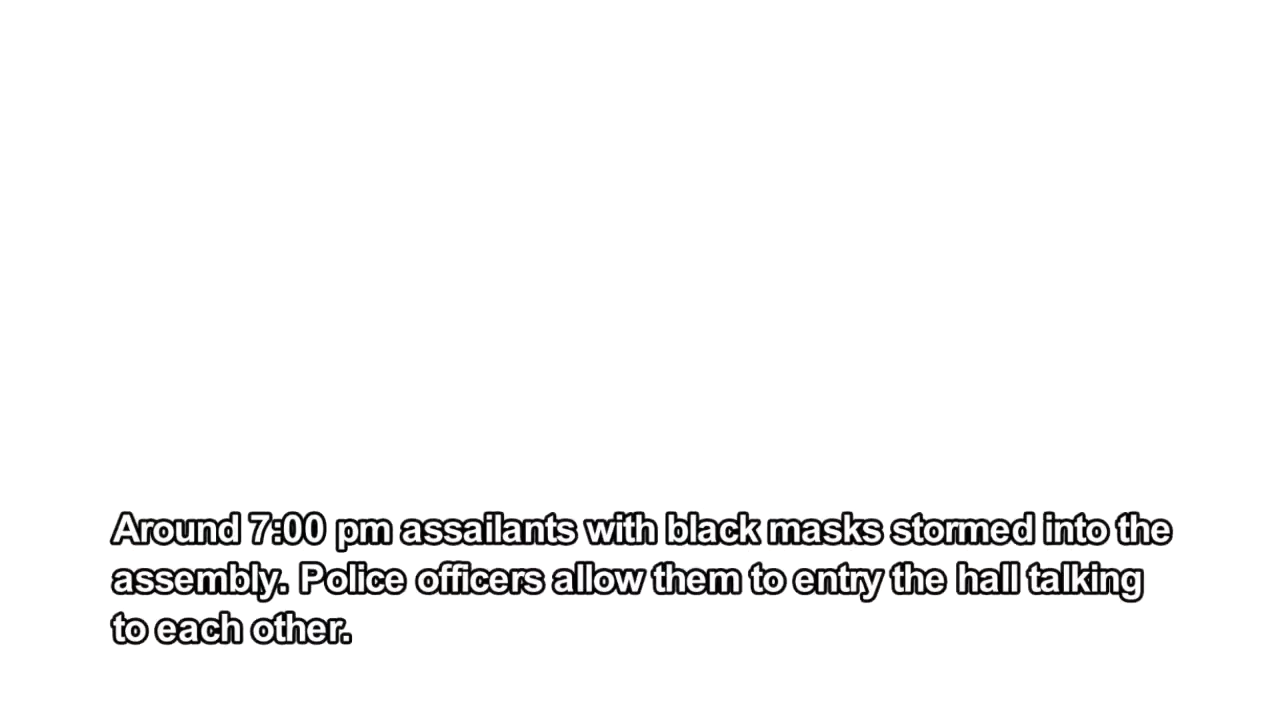 Around 7:00 pm assailants with black masks stormed into the
assembly. Police officers allow them to entry the hall talking
to each other.